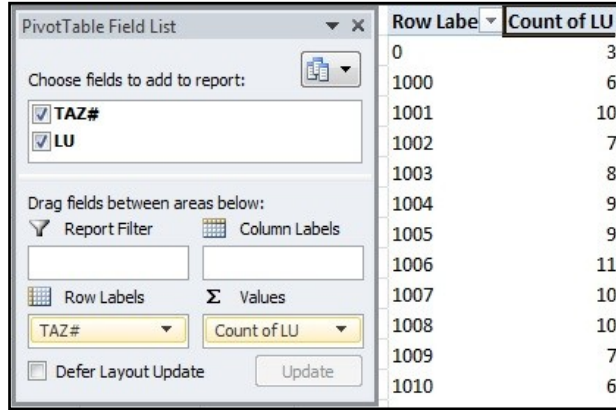 PivotTable Field List
Choose fields to add to report:
TAZ#
LU
Drag fields between areas below:
Report Filter
Column Labels
Row Labels
Σ Values
TAZ#
Count of LU
Defer Layout Update
Update
Row Labe Count of LU
0 3
1000 6
1001 10
1002 7
1003 8
1004 9
1005 9
1006 11
1007 10
1008 10
1009 7
1010 6